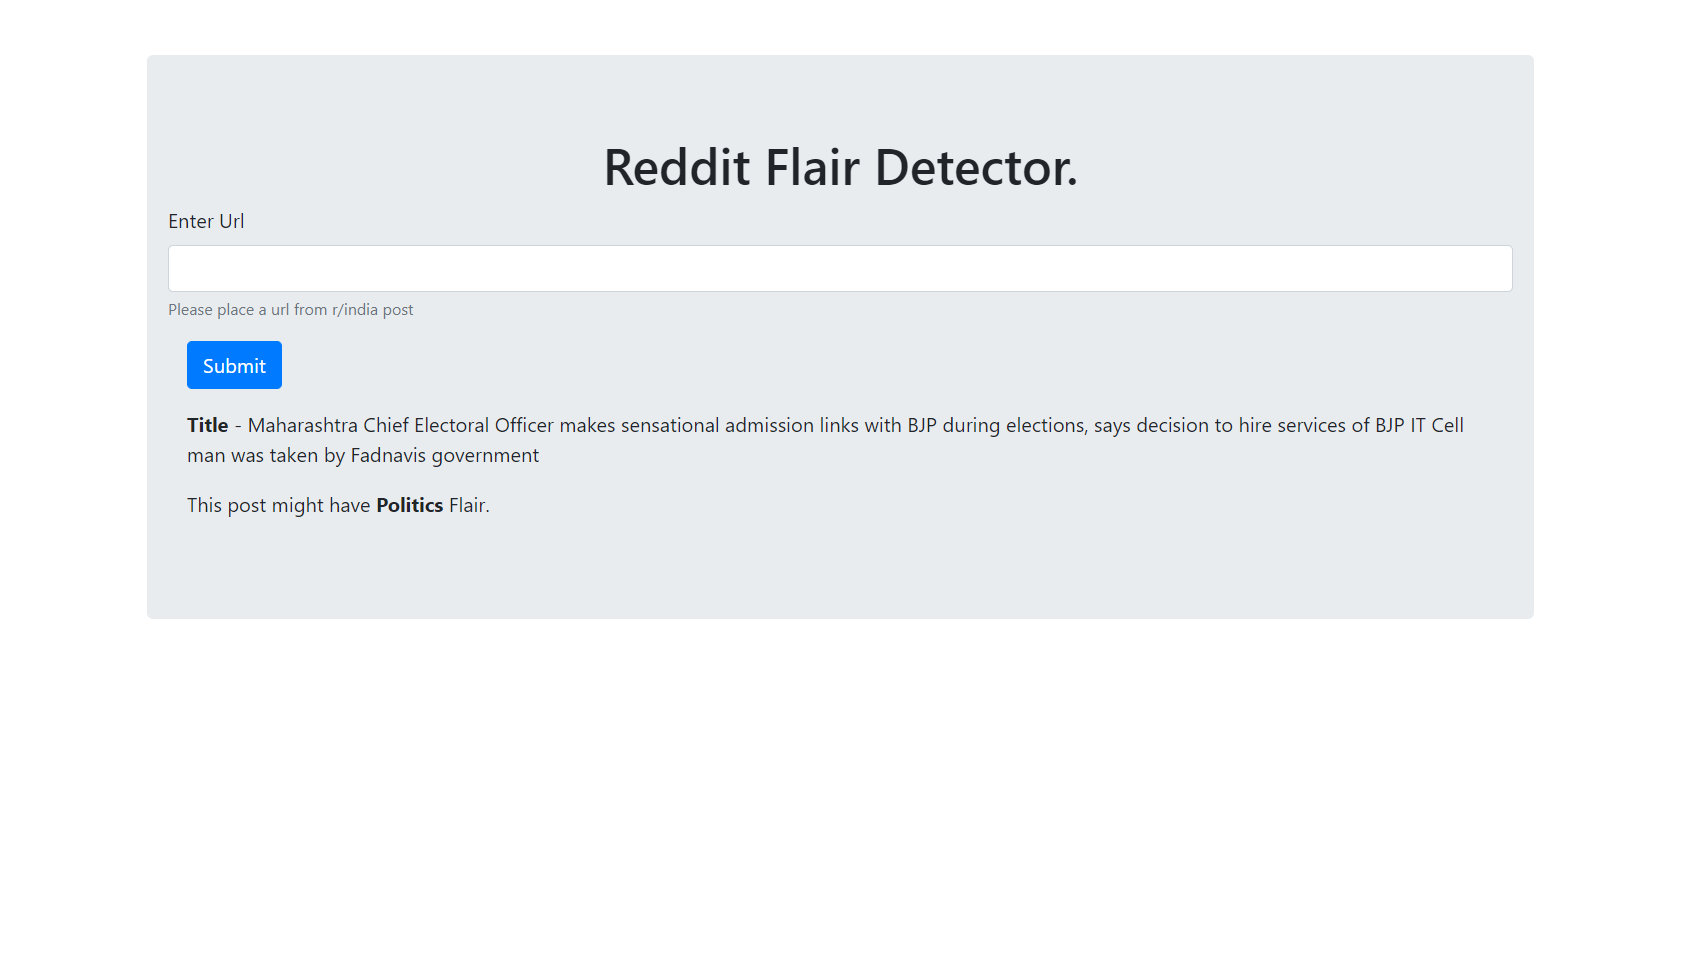 Reddit Flair Detector.
Enter Url
Please place a url from r/india post
Submit
Title - Maharashtra Chief Electoral Officer makes sensational admission links with BJP during elections, says decision to hire services of BJP IT Cell
man was taken by Fadnavis government
This post might have Politics Flair.